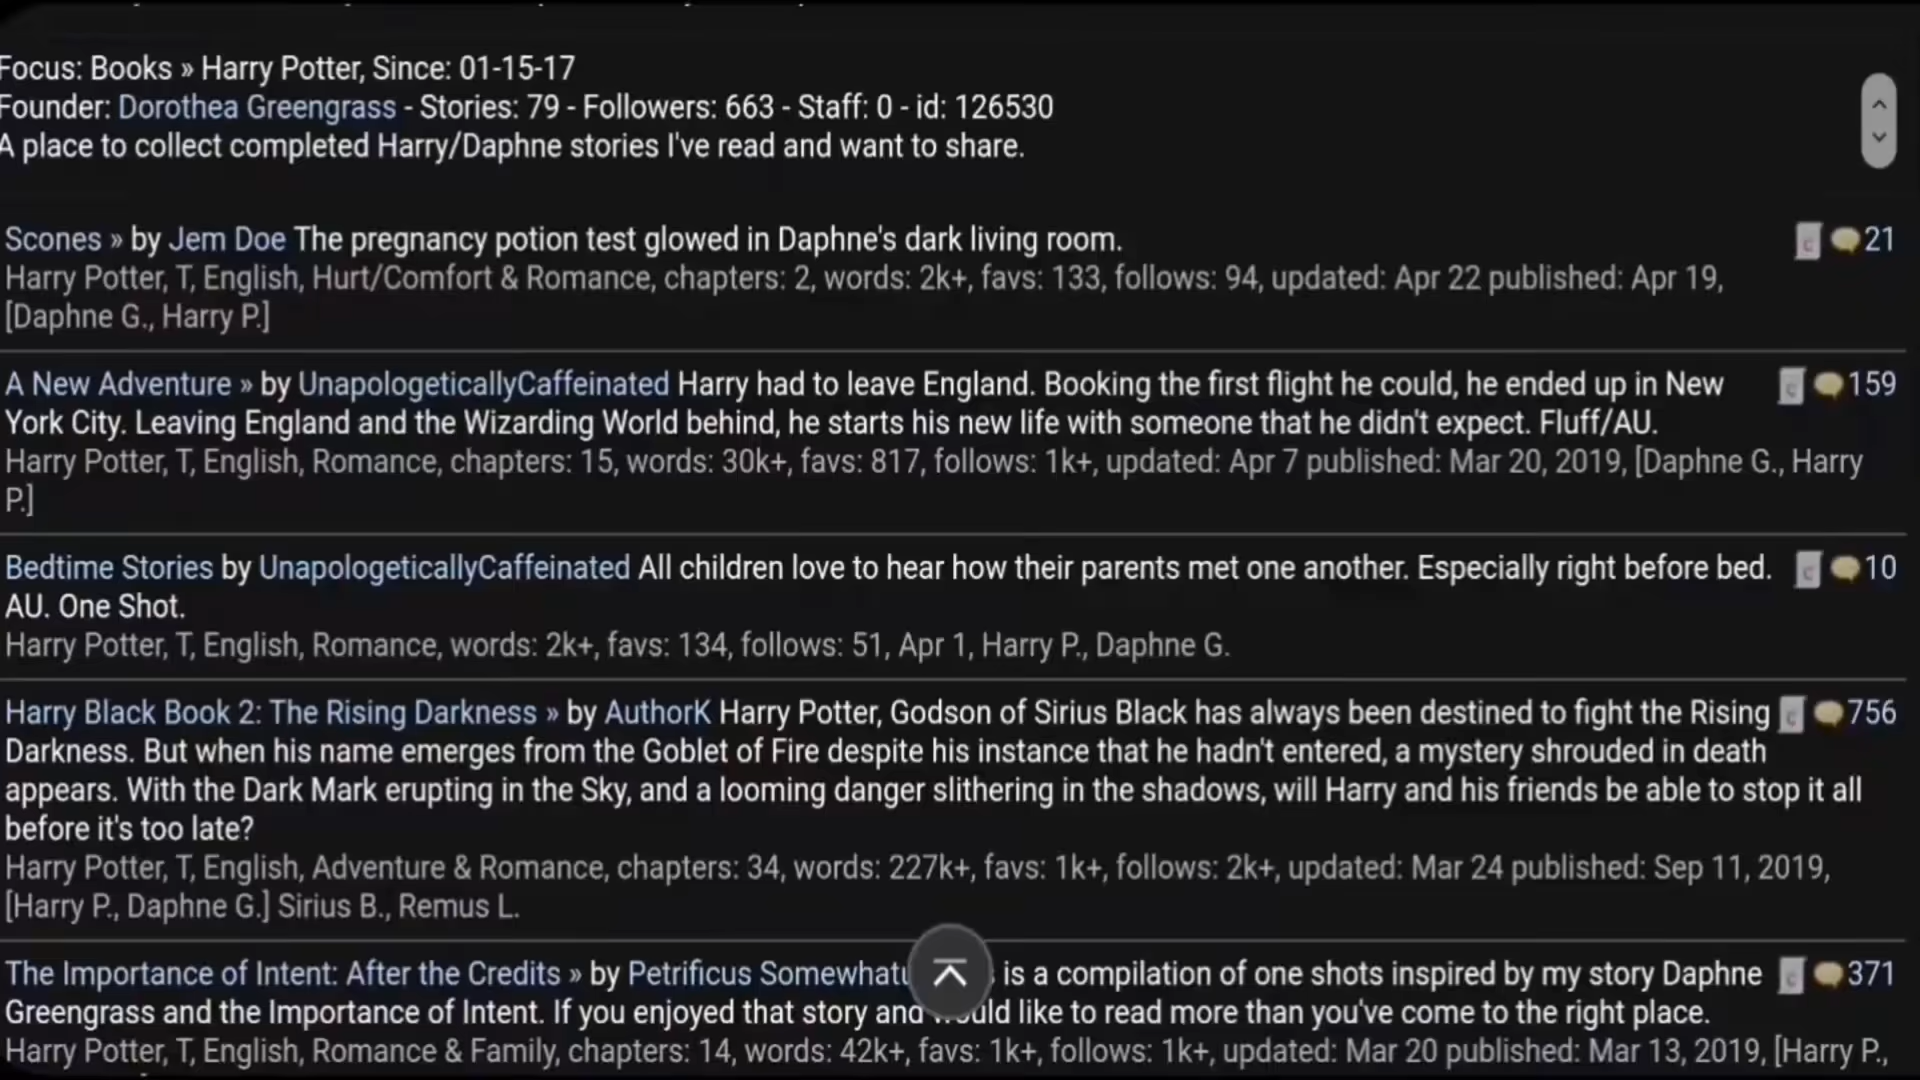 Focus: Books » Harry Potter, Since: 01-15-17
Founder: Dorothea Greengrass - Stories: 79 - Followers: 663 - Staff: 0 - id: 126530
A place to collect completed Harry/Daphne stories I've read and want to share.
Scones » by Jem Doe The pregnancy potion test glowed in Daphne's dark living room. 21
Harry Potter, T, English, Hurt/Comfort & Romance, chapters: 2, words: 2k+, favs: 133, follows: 94, updated: Apr 22 published: Apr 19,
[Daphne G., Harry P.]
A New Adventure » by UnapologeticallyCaffeinated Harry had to leave England. Booking the first flight he could, he ended up in New 159
York City. Leaving England and the Wizarding World behind, he starts his new life with someone that he didn't expect. Fluff/AU.
Harry Potter, T, English, Romance, chapters: 15, words: 30k+, favs: 817, follows: 1k+, updated: Apr 7 published: Mar 20, 2019, [Daphne G., Harry
P.]
Bedtime Stories by UnapologeticallyCaffeinated All children love to hear how their parents met one another. Especially right before bed. 10
AU. One Shot.
Harry Potter, T, English, Romance, words: 2k+, favs: 134, follows: 51, Apr 1, Harry P., Daphne G.
Harry Black Book 2: The Rising Darkness » by AuthorK Harry Potter, Godson of Sirius Black has always been destined to fight the Rising 756
Darkness. But when his name emerges from the Goblet of Fire despite his instance that he hadn't entered, a mystery shrouded in death
appears. With the Dark Mark erupting in the Sky, and a looming danger slithering in the shadows, will Harry and his friends be able to stop it all
before it's too late?
Harry Potter, T, English, Adventure & Romance, chapters: 34, words: 227k+, favs: 1k+, follows: 2k+, updated: Mar 24 published: Sep 11, 2019,
[Harry P., Daphne G.] Sirius B., Remus L.
The Importance of Intent: After the Credits » by Petrificus is a compilation of one shots inspired by my story Daphne 371
Greengrass and the Importance of Intent. If you enjoyed that story and like to read more than you've come to the right place.
Harry Potter, T, English, Romance & Family, chapters: 14, words: 42k+, favs: 1k+, follows: 1k+, updated: Mar 20 published: Mar 13, 2019, [Harry P.,